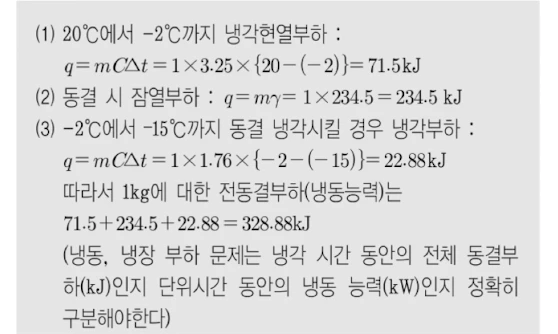 (1) 20℃에서 -2℃까지 냉각현열부하 :
q = mCΔt = 1×3.25×{20-(-2)}= 71.5kJ
(2) 동결 시 잠열부하 : q = mγ = 1×234.5 = 234.5 kJ
(3) -2℃에서 -15℃까지 동결 냉각시킬 경우 냉각부하 :
q = mCΔt = 1×1.76×{-2-(-15)}= 22.88kJ
따라서 1kg에 대한 전동결부하(냉동능력)는
71.5+234.5+22.88 = 328.88kJ
(냉동, 냉장 부하 문제는 냉각 시간 동안의 전체 동결부
하(kJ)인지 단위시간 동안의 냉동 능력(kW)인지 정확히
구분해야한다)